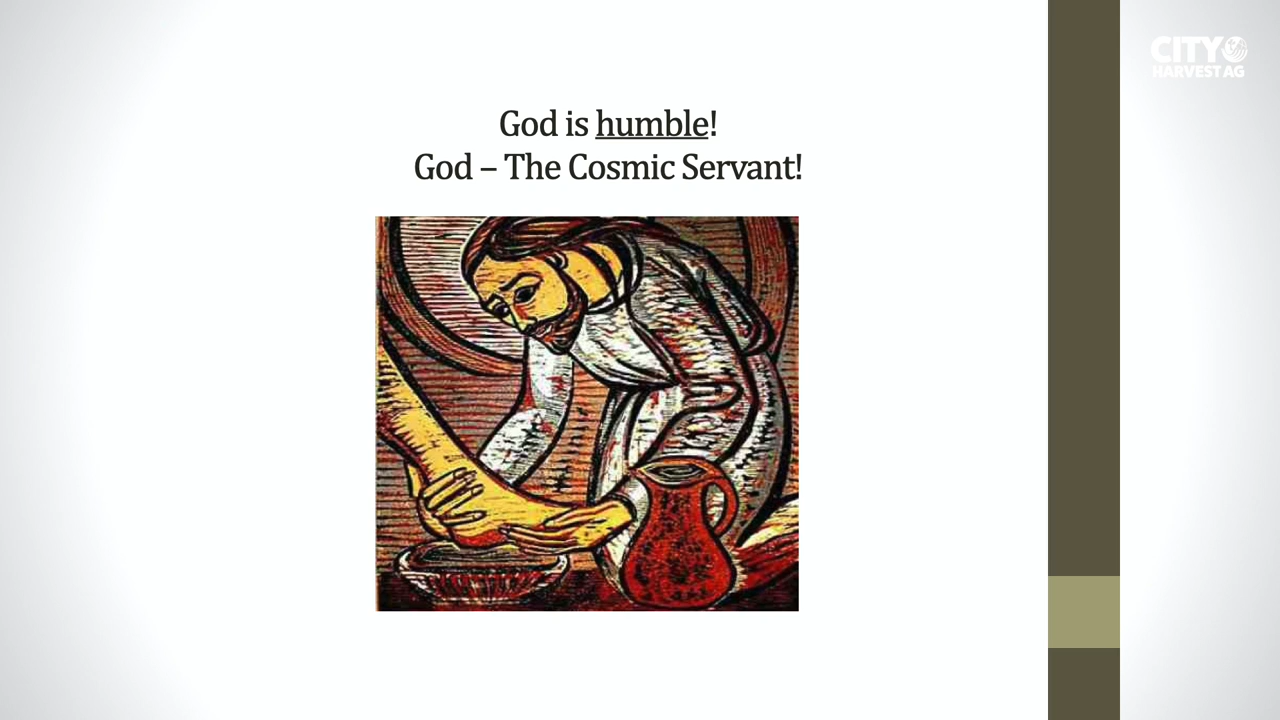 CITY
HARVEST AG
God is humble!
God – The Cosmic Servant!